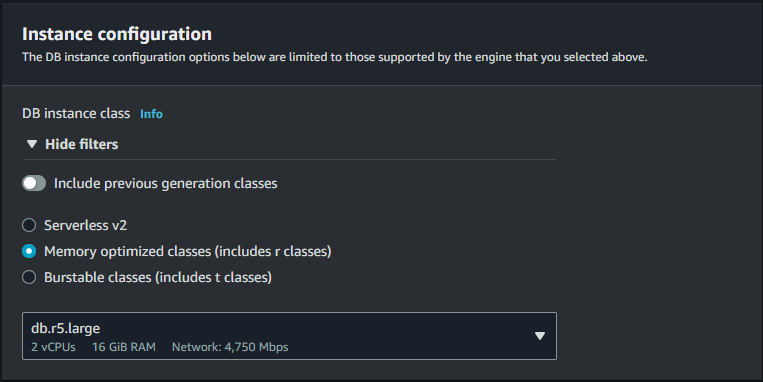 Instance configuration
The DB instance configuration options below are limited to those supported by the engine that you selected above.
DB instance class Info
Hide filters
Include previous generation classes
Serverless v2
Memory optimized classes (includes r classes)
Burstable classes (includes t classes)
db.r5.large
2 vCPUs 16 GiB RAM Network: 4,750 Mbps